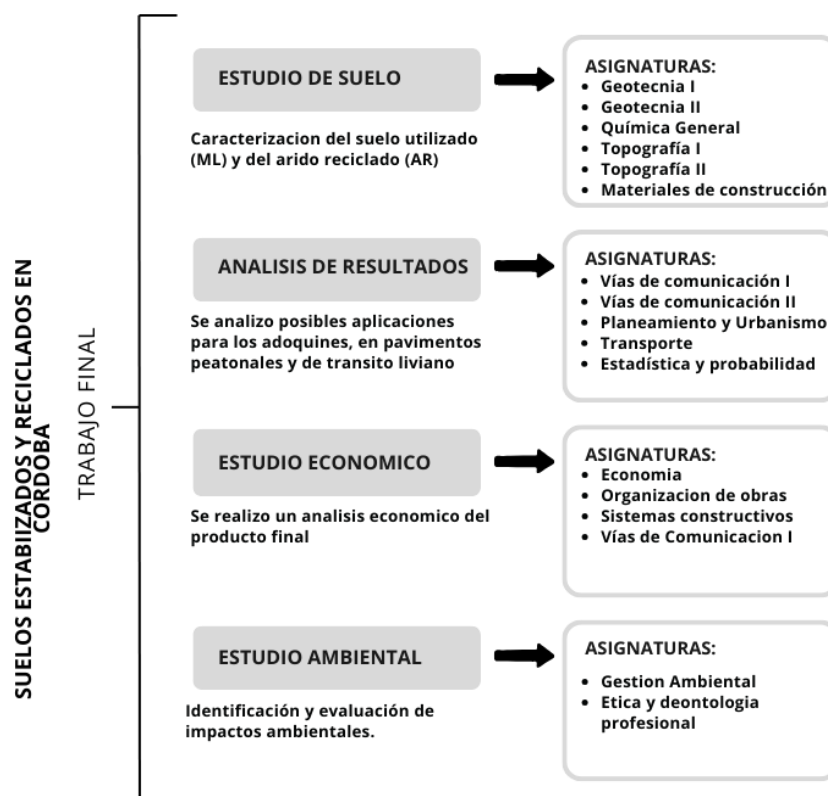 SUELOS ESTABIIZADOS Y RECICLADOS EN
CORDOBA
TRABAJO FINAL
ESTUDIO DE SUELO
Caracterizacion del suelo utilizado
(ML) y del arido reciclado (AR)
ASIGNATURAS:
• Geotecnia I
• Geotecnia II
• Química General
• Topografía I
• Topografía II
• Materiales de construcción
ANALISIS DE RESULTADOS
Se analizo posibles aplicaciones
para los adoquines, en pavimentos
peatonales y de transito liviano
ASIGNATURAS:
• Vías de comunicación I
• Vías de comunicación II
• Planeamiento y Urbanismo
• Transporte
• Estadística y probabilidad
ESTUDIO ECONOMICO
Se realizo un analisis economico del
producto final
ASIGNATURAS:
• Economia
• Organizacion de obras
• Sistemas constructivos
• Vías de Comunicacion I
ESTUDIO AMBIENTAL
Identificación y evaluación de
impactos ambientales.
ASIGNATURAS:
• Gestion Ambiental
• Etica y deontologia
profesional